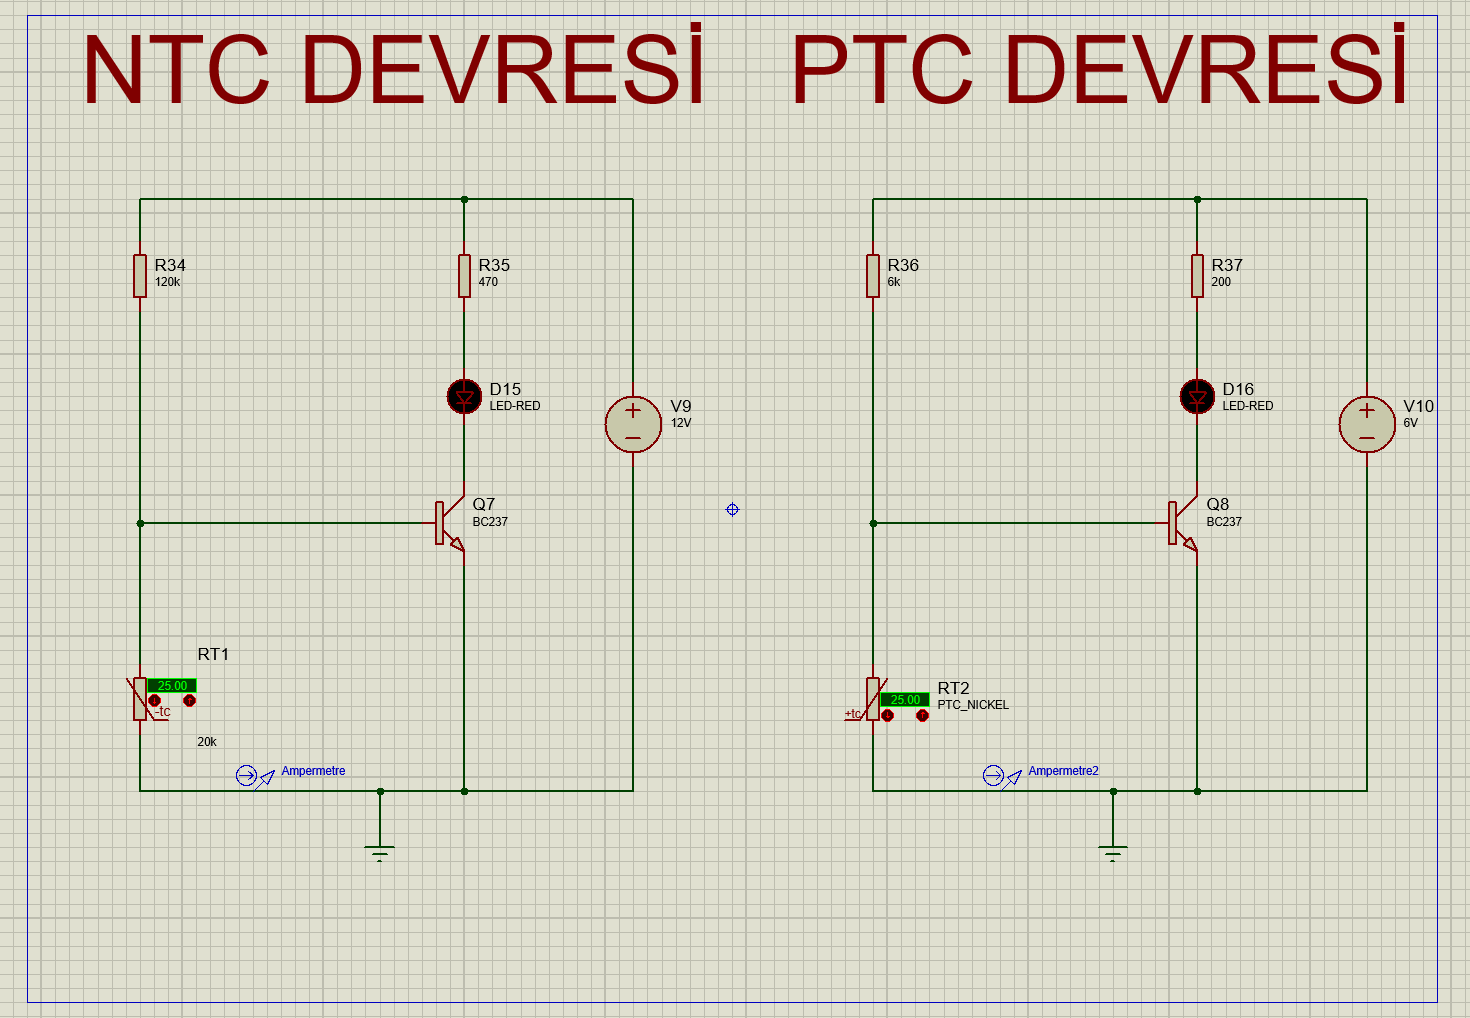 NTC DEVRESİ
PTC DEVRESİ
R34
120k
R35
470
D15
LED-RED
V9
12V
Q7
BC237
RT1
25.00
-tc
20k
Ampermetre
R36
6k
R37
200
D16
LED-RED
V10
6V
Q8
BC237
RT2
PTC_NICKEL
25.00
+tc
Ampermetre2